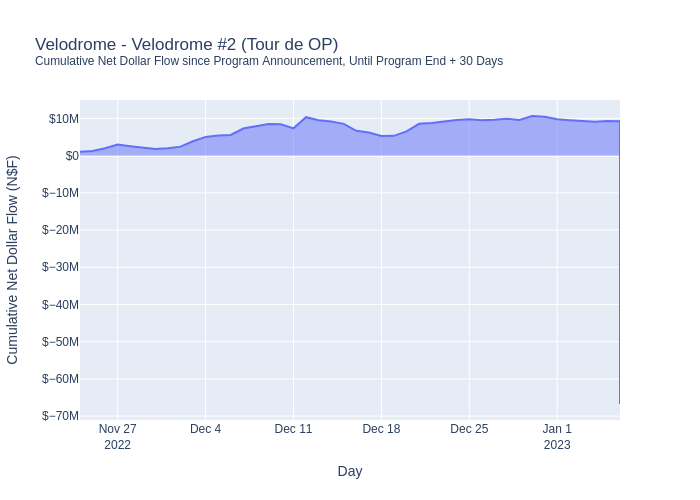 Velodrome - Velodrome #2 (Tour de OP)
Cumulative Net Dollar Flow since Program Announcement, Until Program End + 30 Days
Cumulative Net Dollar Flow (N$F)
$10M
$0
$−10M
$−20M
$−30M
$−40M
$−50M
$−60M
$−70M
Nov 27 Dec 4 Dec 11 Dec 18 Dec 25 Jan 1
2022 2023
Day